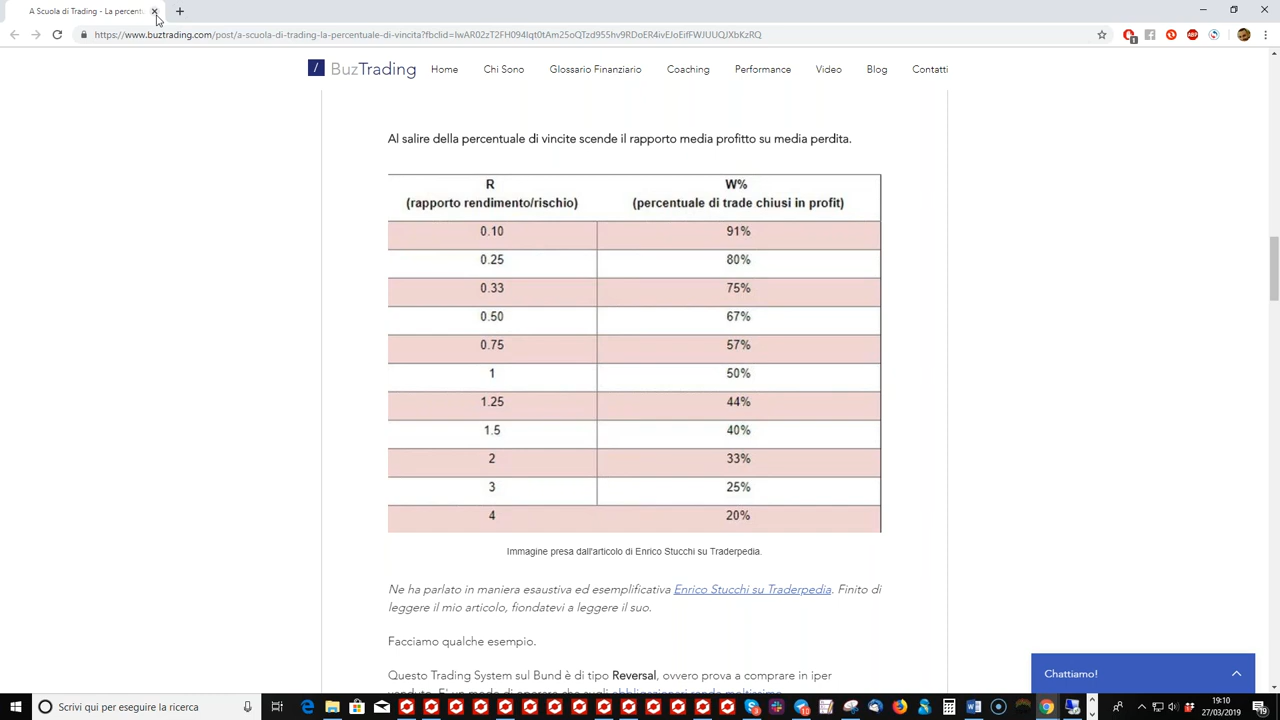 A Scuola di Trading - La percentu
https://www.buztrading.com/post/a-scuola-di-trading-la-percentuale-di-vincita?fbclid=IwAR02zT2FH094Iqt0tAm25oQTzd955hv9RDoER4ivEJoEifFWJUUQJXbKzRQ
BuzTrading
Home
Chi Sono
Glossario Finanziario
Coaching
Performance
Video
Blog
Contatti
Al salire della percentuale di vincite scende il rapporto media profitto su media perdita.
R W%
(rapporto rendimento/rischio) (percentuale di trade chiusi in profit)
0.10 91%
0.25 80%
0.33 75%
0.50 67%
0.75 57%
1 50%
1.25 44%
1.5 40%
2 33%
3 25%
4 20%
Immagine presa dall'articolo di Enrico Stucchi su Traderpedia.
Ne ha parlato in maniera esaustiva ed esemplificativa Enrico Stucchi su Traderpedia. Finito di
leggere il mio articolo, fiondatevi a leggere il suo.
Facciamo qualche esempio.
Questo Trading System sul Bund è di tipo Reversal, ovvero prova a comprare in iper
Chattiamo!
Scrivi qui per eseguire la ricerca
19:10
27/03/2019